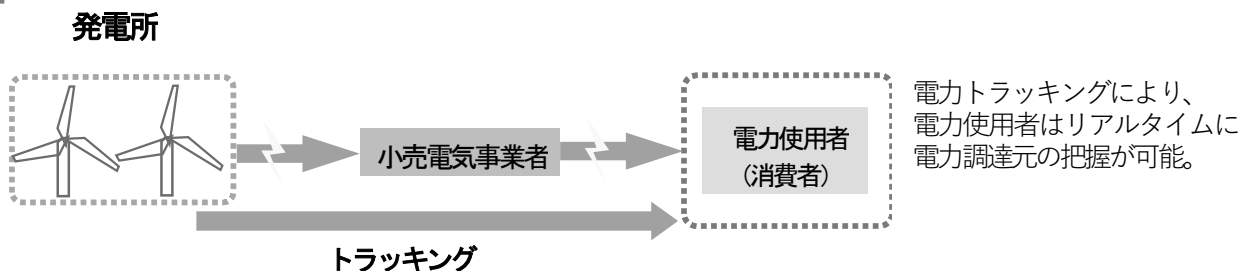 発電所
小売電気事業者
電力使用者
（消費者）
電力トラッキングにより、
電力使用者はリアルタイムに
電力調達元の把握が可能。
トラッキング